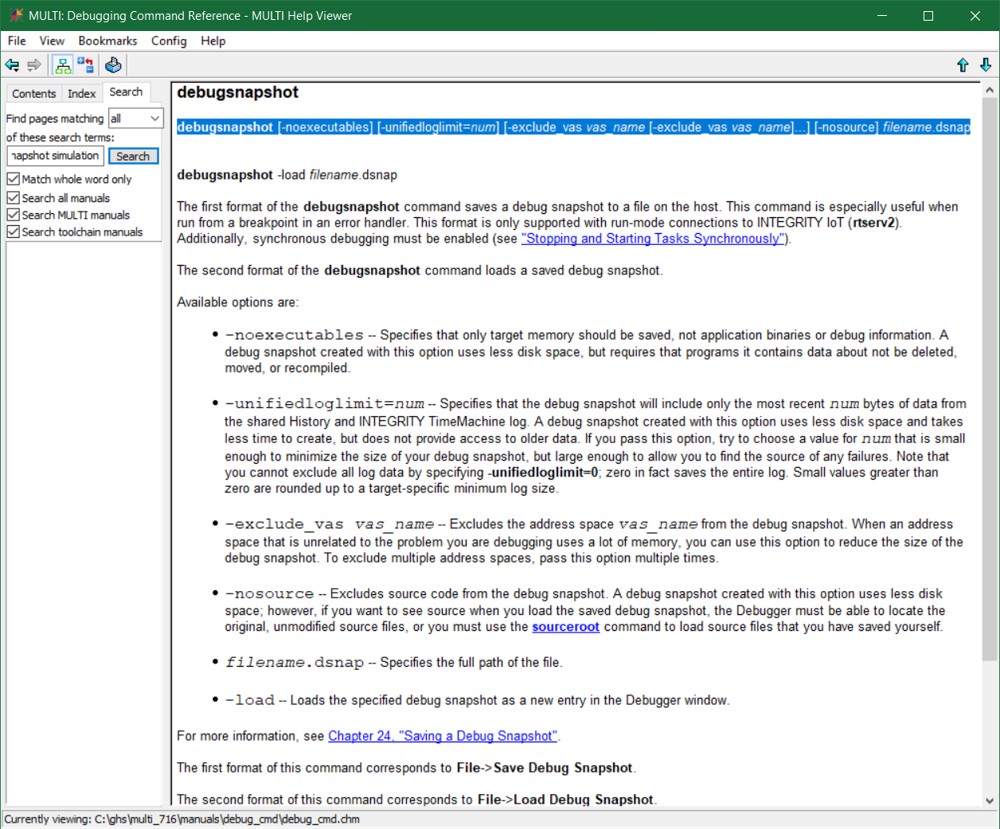 MULTI: Debugging Command Reference - MULTI Help Viewer
File View Bookmarks Config Help
Contents Index Search
Find pages matching all
of these search terms:
napshot simulation Search
Match whole word only
Search all manuals
Search MULTI manuals
Search toolchain manuals
debugsnapshot
debugsnapshot [-noexecutables] [-unifiedloglimit=num] [-exclude_vas vas_name [-exclude_vas vas_name]...] [-nosource] filename.dsnap
debugsnapshot -load filename.dsnap
The first format of the debugsnapshot command saves a debug snapshot to a file on the host. This command is especially useful when
run from a breakpoint in an error handler. This format is only supported with run-mode connections to INTEGRITY IoT (rtserv2).
Additionally, synchronous debugging must be enabled (see "Stopping and Starting Tasks Synchronously").
The second format of the debugsnapshot command loads a saved debug snapshot.
Available options are:
• -noexecutables -- Specifies that only target memory should be saved, not application binaries or debug information. A
debug snapshot created with this option uses less disk space, but requires that programs it contains data about not be deleted,
moved, or recompiled.
• -unifiedloglimit=num -- Specifies that the debug snapshot will include only the most recent num bytes of data from
the shared History and INTEGRITY TimeMachine log. A debug snapshot created with this option uses less disk space and takes
less time to create, but does not provide access to older data. If you pass this option, try to choose a value for num that is small
enough to minimize the size of your debug snapshot, but large enough to allow you to find the source of any failures. Note that
you cannot exclude all log data by specifying -unifiedloglimit=0; zero in fact saves the entire log. Small values greater than
zero are rounded up to a target-specific minimum log size.
• -exclude_vas vas_name -- Excludes the address space vas_name from the debug snapshot. When an address
space that is unrelated to the problem you are debugging uses a lot of memory, you can use this option to reduce the size of the
debug snapshot. To exclude multiple address spaces, pass this option multiple times.
• -nosource -- Excludes source code from the debug snapshot. A debug snapshot created with this option uses less disk
space; however, if you want to see source when you load the saved debug snapshot, the Debugger must be able to locate the
original, unmodified source files, or you must use the sourceroot command to load source files that you have saved yourself.
• filename.dsnap -- Specifies the full path of the file.
• -load -- Loads the specified debug snapshot as a new entry in the Debugger window.
For more information, see Chapter 24, "Saving a Debug Snapshot".
The first format of this command corresponds to File->Save Debug Snapshot.
The second format of this command corresponds to File->Load Debug Snapshot.
Currently viewing: C:\ghs\multi_716\manuals\debug_cmd\debug_cmd.chm